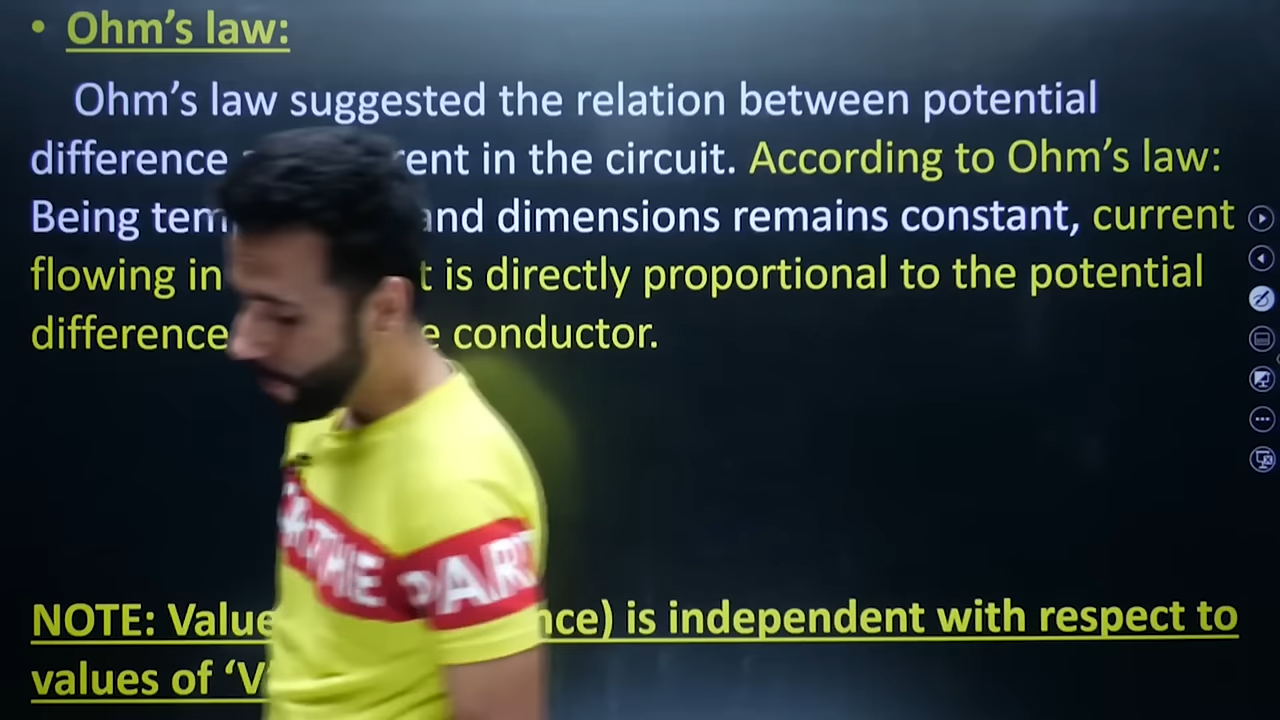 • Ohm's law:
Ohm's law suggested the relation between potential
difference rent in the circuit. According to Ohm's law:
Being tem and dimensions remains constant, current
flowing in t is directly proportional to the potential
difference e conductor.
THE PAR
NOTE: Value nce) is independent with respect to
values of ‘V’